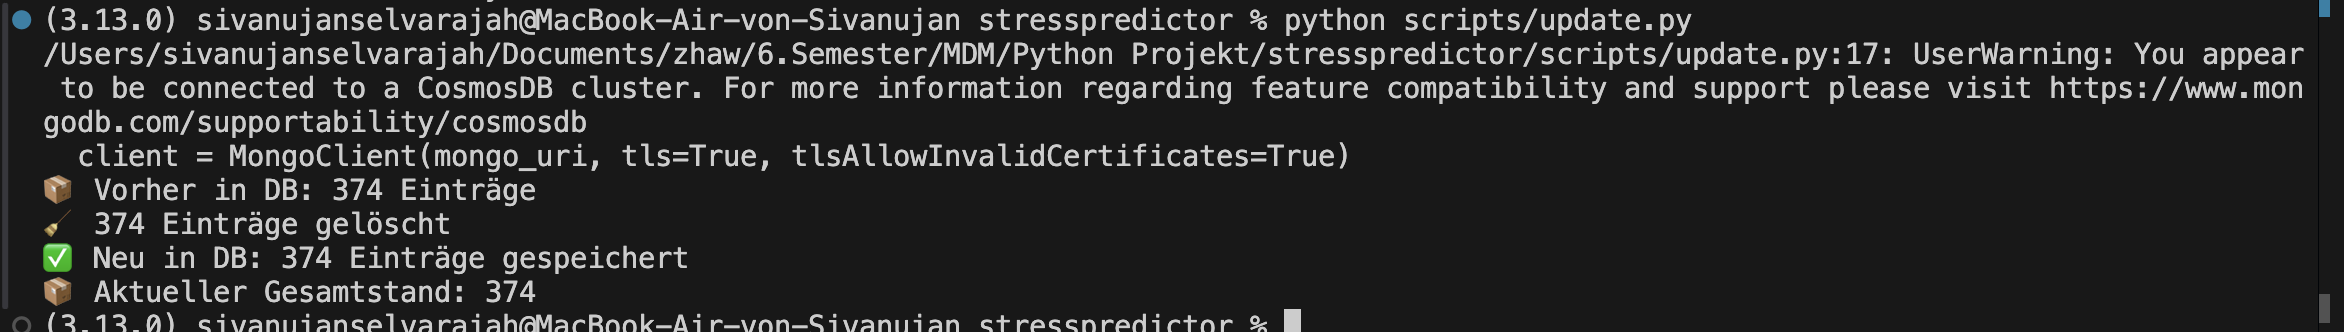 (3.13.0) sivanujanselvarajah@MacBook-Air-von-Sivanujan stresspredictor % python scripts/update.py
/Users/sivanujanselvarajah/Documents/zhaw/6.Semester/MDM/Python Projekt/stresspredictor/scripts/update.py:17: UserWarning: You appear
 to be connected to a CosmosDB cluster. For more information regarding feature compatibility and support please visit https://www.mon
godb.com/supportability/cosmosdb
  client = MongoClient(mongo_uri, tls=True, tlsAllowInvalidCertificates=True)
📦 Vorher in DB: 374 Einträge
🧹 374 Einträge gelöscht
✅ Neu in DB: 374 Einträge gespeichert
📦 Aktueller Gesamtstand: 374
(3.13.0) sivanujanselvarajah@MacBook-Air-von-Sivanujan stresspredictor %